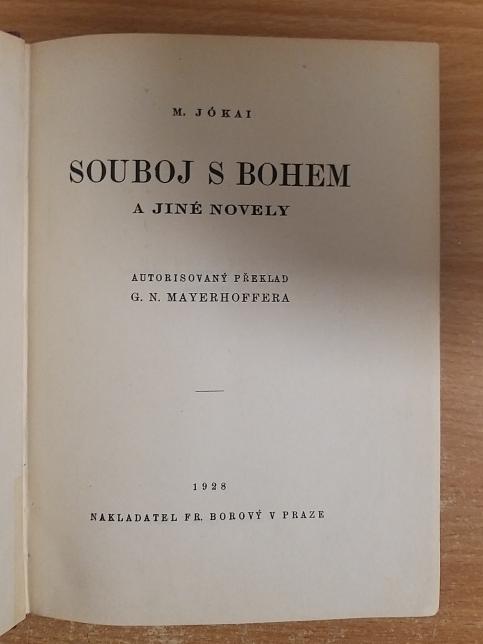 M. JÓKAI
SOUBOJ S BOHEM
A JINÉ NOVELY
AUTORISOVANÝ PŘEKLAD
G. N. MAYERHOFFERA
1928
NAKLADATEL FR. BOROVÝ V PRAZE